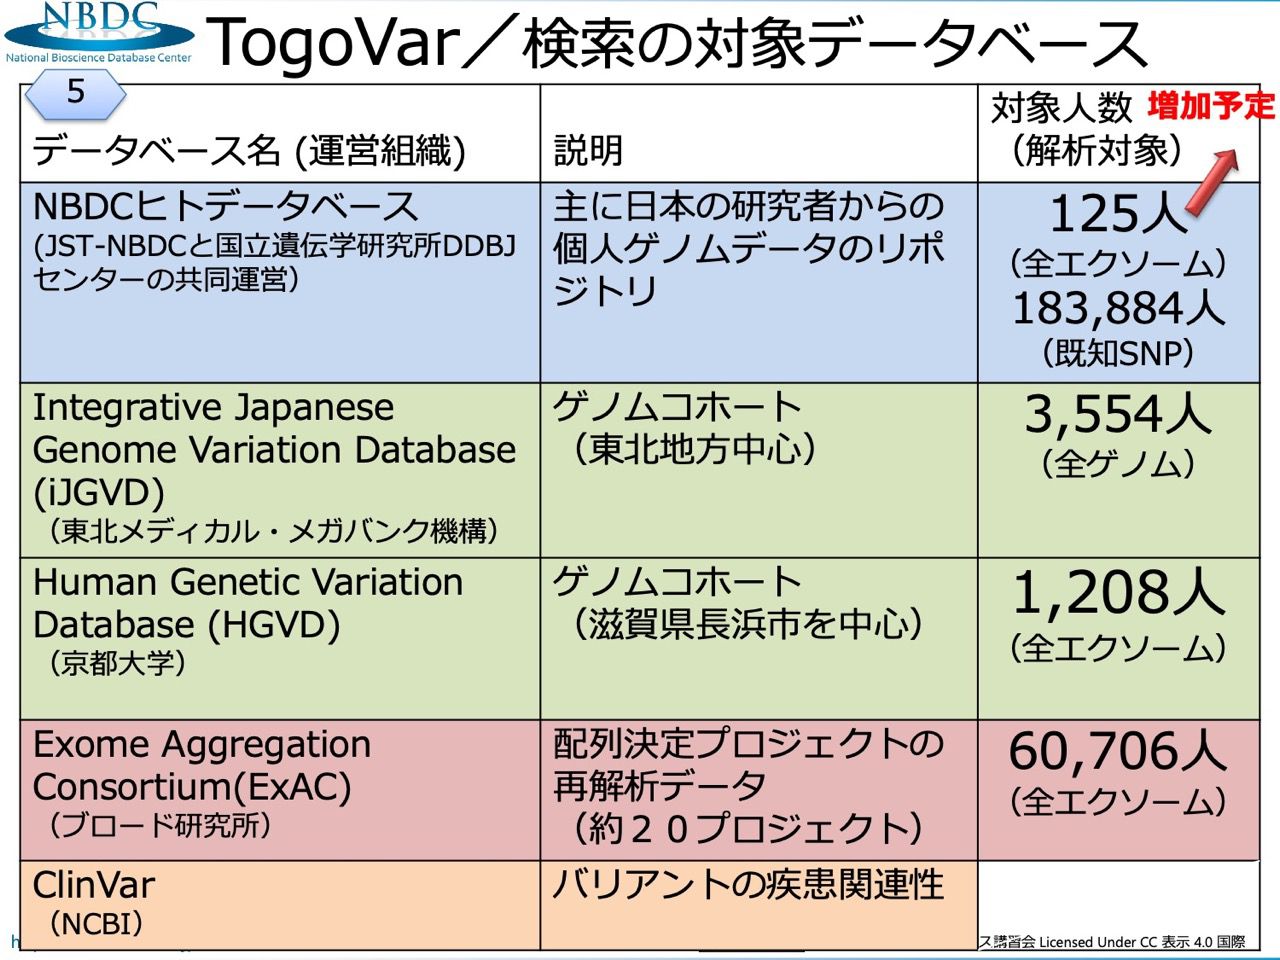 NBDC
National Bioscience Database Center
TogoVar／検索の対象データベース
5
データベース名 (運営組織)
説明
対象人数 増加予定
（解析対象）
NBDCヒトデータベース
(JST-NBDCと国立遺伝学研究所DDBJ
センターの共同運営）
主に日本の研究者からの
個人ゲノムデータのリポ
ジトリ
125人
（全エクソーム）
183,884人
（既知SNP）
Integrative Japanese
Genome Variation Database
(iJGVD)
（東北メディカル・メガバンク機構）
ゲノムコホート
（東北地方中心）
3,554人
（全ゲノム）
Human Genetic Variation
Database (HGVD)
（京都大学）
ゲノムコホート
（滋賀県長浜市を中心）
1,208人
（全エクソーム）
Exome Aggregation
Consortium(ExAC)
（ブロード研究所）
配列決定プロジェクトの
再解析データ
（約２０プロジェクト）
60,706人
（全エクソーム）
ClinVar
（NCBI）
バリアントの疾患関連性
ス講習会 Licensed Under CC 表示 4.0 国際